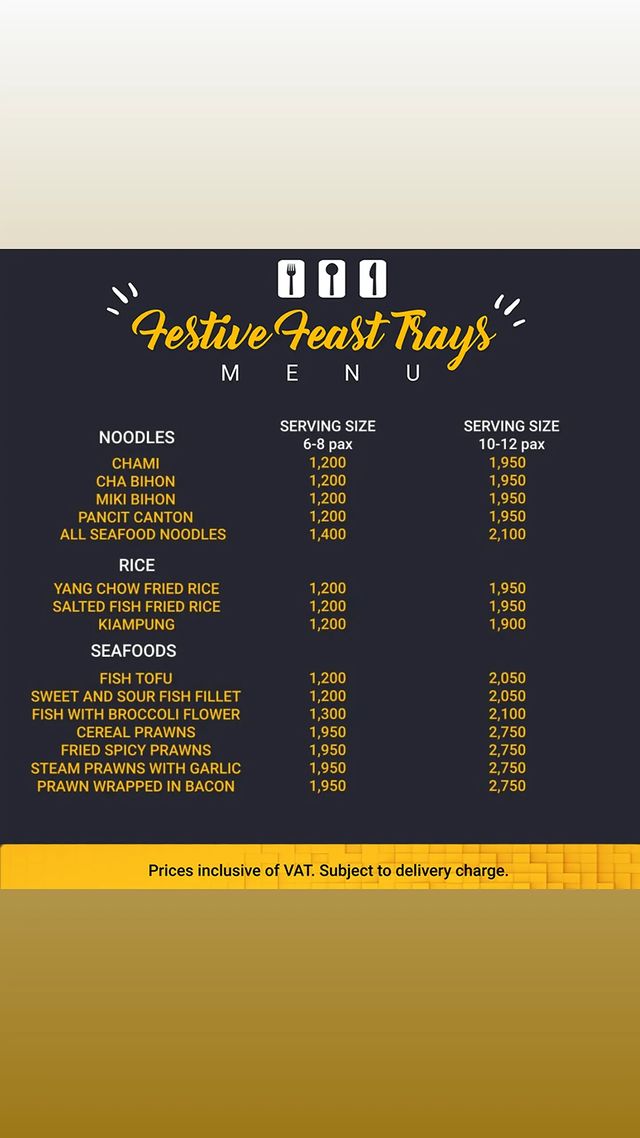 Festive Feast Trays
MENU
NOODLES SERVING SIZE 6-8 pax SERVING SIZE 10-12 pax
CHAMI 1,200 1,950
CHA BIHON 1,200 1,950
MIKI BIHON 1,200 1,950
PANCIT CANTON 1,200 1,950
ALL SEAFOOD NOODLES 1,400 2,100
RICE
YANG CHOW FRIED RICE 1,200 1,950
SALTED FISH FRIED RICE 1,200 1,950
KIAMPUNG 1,200 1,900
SEAFOODS
FISH TOFU 1,200 2,050
SWEET AND SOUR FISH FILLET 1,200 2,050
FISH WITH BROCCOLI FLOWER 1,300 2,100
CEREAL PRAWNS 1,950 2,750
FRIED SPICY PRAWNS 1,950 2,750
STEAM PRAWNS WITH GARLIC 1,950 2,750
PRAWN WRAPPED IN BACON 1,950 2,750
Prices inclusive of VAT. Subject to delivery charge.